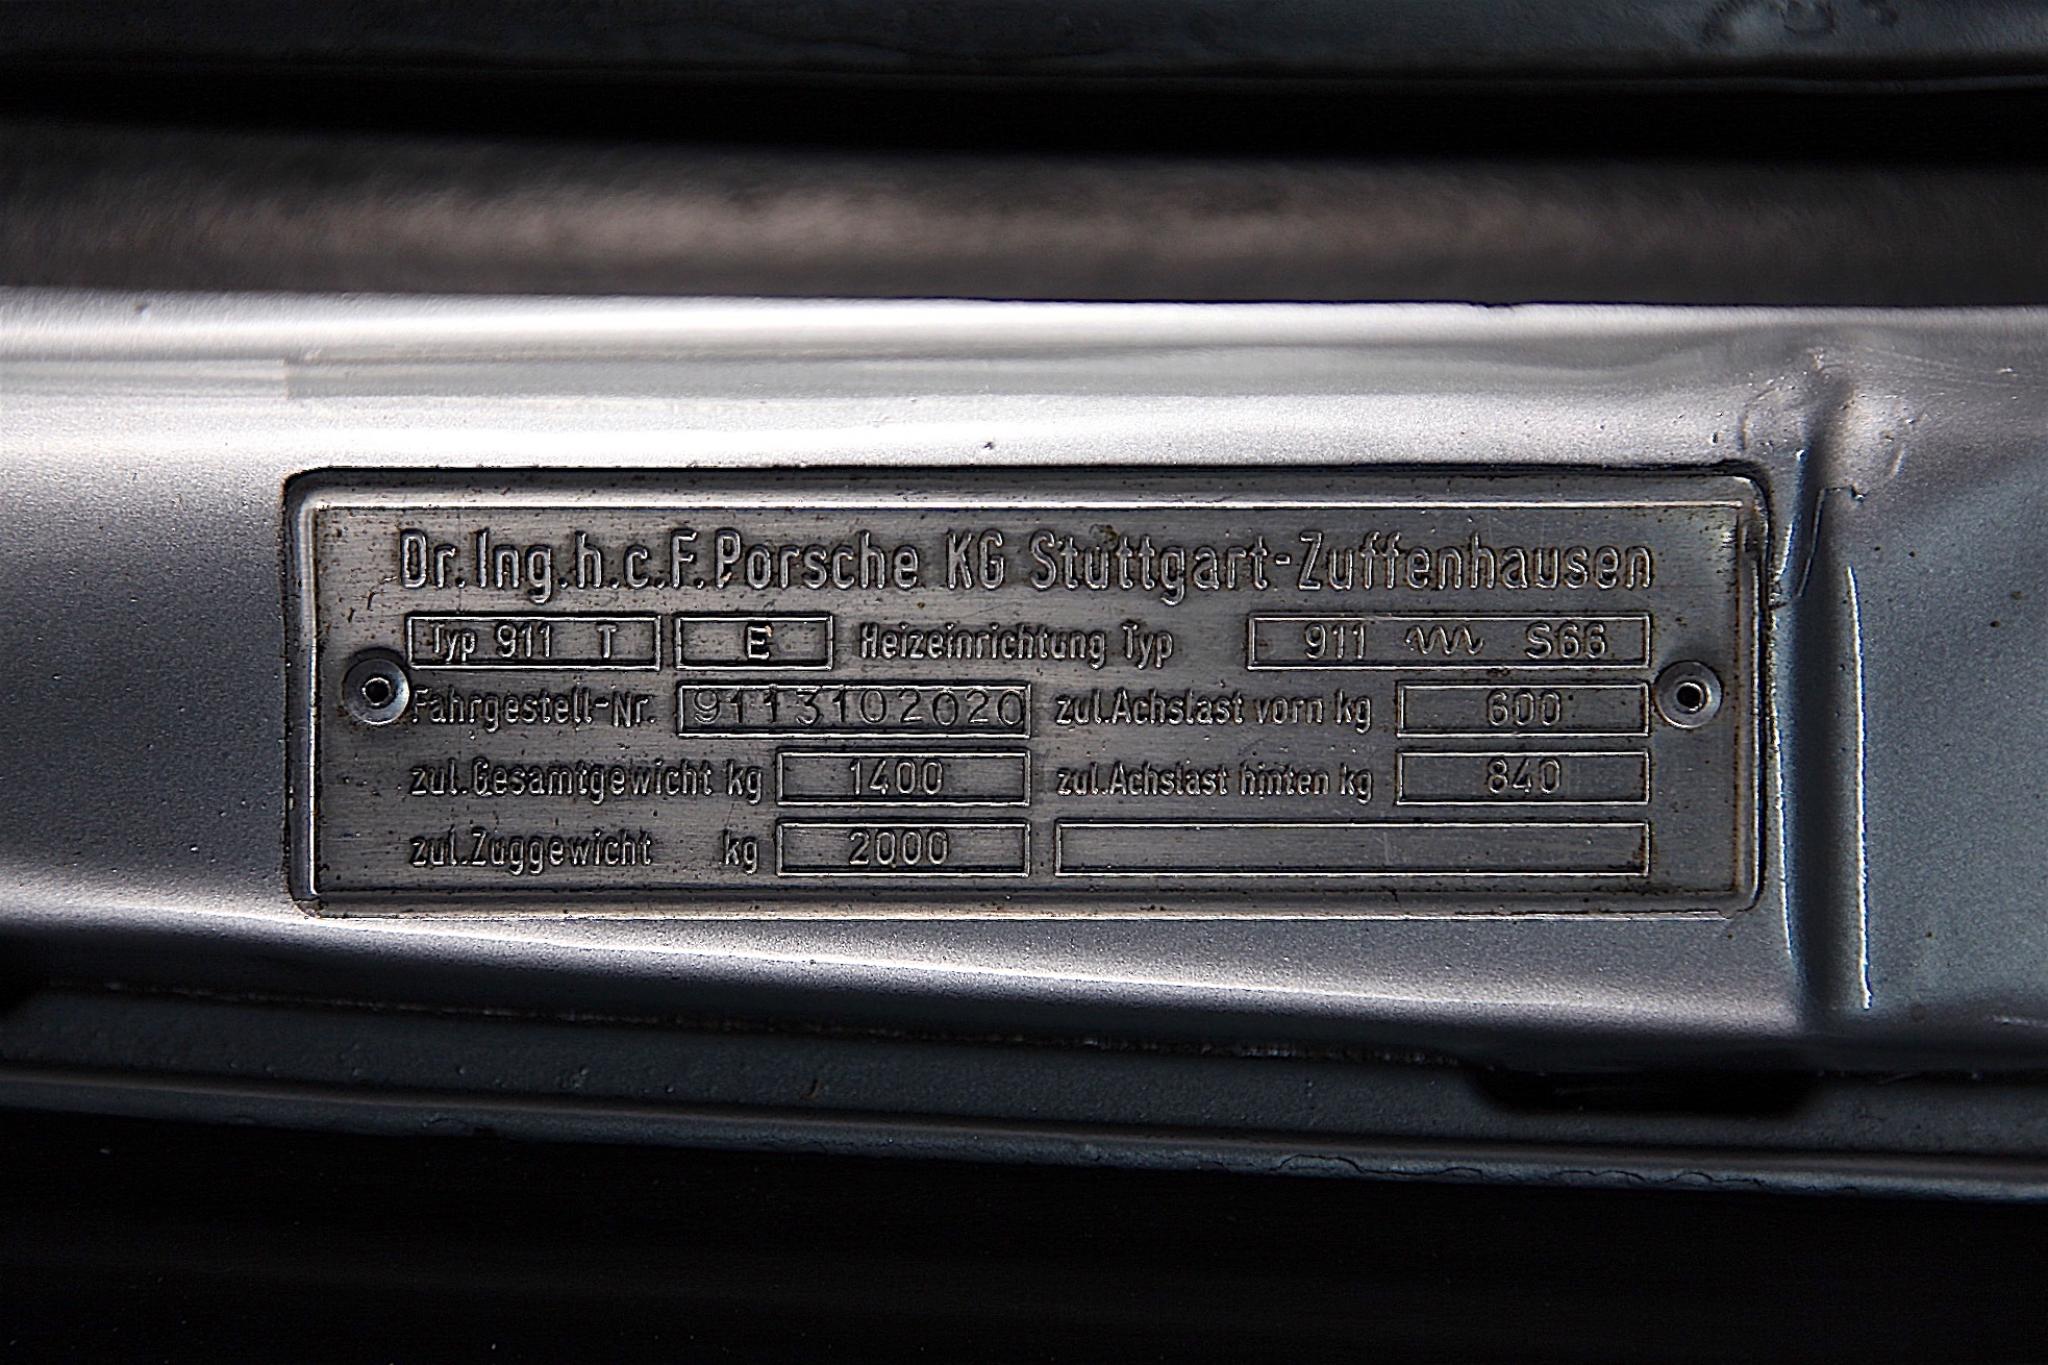 Dr.Ing.h.c.F.Porsche KG Stuttgart-Zuffenhausen
Typ 911 T E Heizeinrichtung Typ 911 S66
Fahrgestell-Nr. 9113102020 zul.Achslast vorn kg 600
zul.Gesamtgewicht kg 1400 zul.Achslast hinten kg 840
zul.Zuggewicht kg 2000